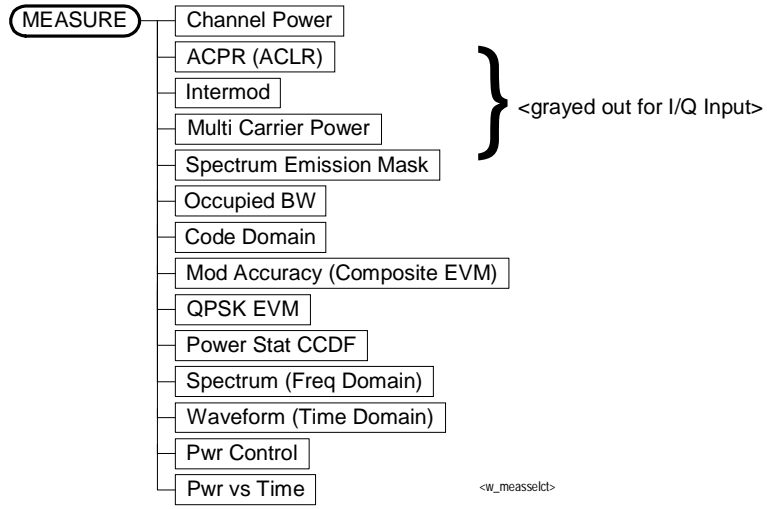 MEASURE
Channel Power
ACPR (ACLR)
Intermod
Multi Carrier Power
Spectrum Emission Mask
<grayed out for I/Q Input>
Occupied BW
Code Domain
Mod Accuracy (Composite EVM)
QPSK EVM
Power Stat CCDF
Spectrum (Freq Domain)
Waveform (Time Domain)
Pwr Control
Pwr vs Time
<w_measselct>